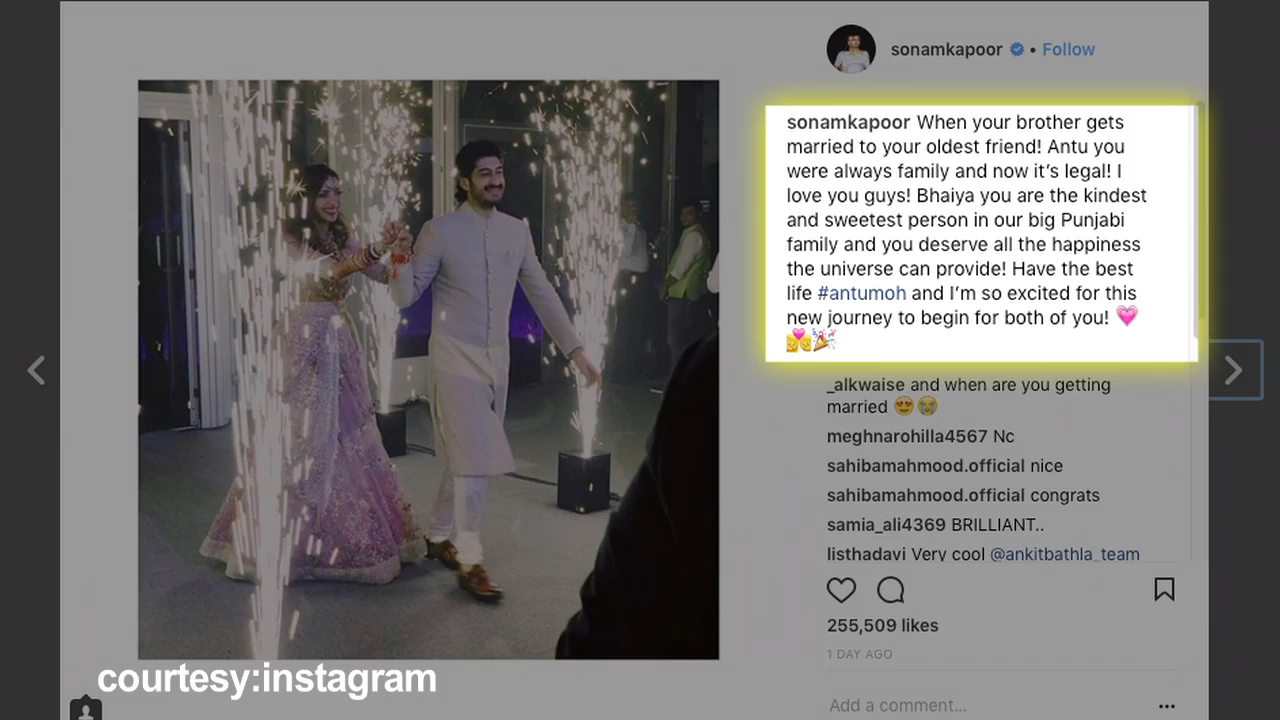 sonamkapoor • Follow
sonamkapoor When your brother gets
married to your oldest friend! Antu you
were always family and now it’s legal! I
love you guys! Bhaiya you are the kindest
and sweetest person in our big Punjabi
family and you deserve all the happiness
the universe can provide! Have the best
life #antumoh and I’m so excited for this
new journey to begin for both of you! 💗
💏🎉
_alkwaise and when are you getting
married 😍😭
meghnarohilla4567 Nc
sahibamahmood.official nice
sahibamahmood.official congrats
samia_ali4369 BRILLIANT..
listhadavi Very cool @ankitbathla_team
255,509 likes
1 DAY AGO
Add a comment...
courtesy:instagram